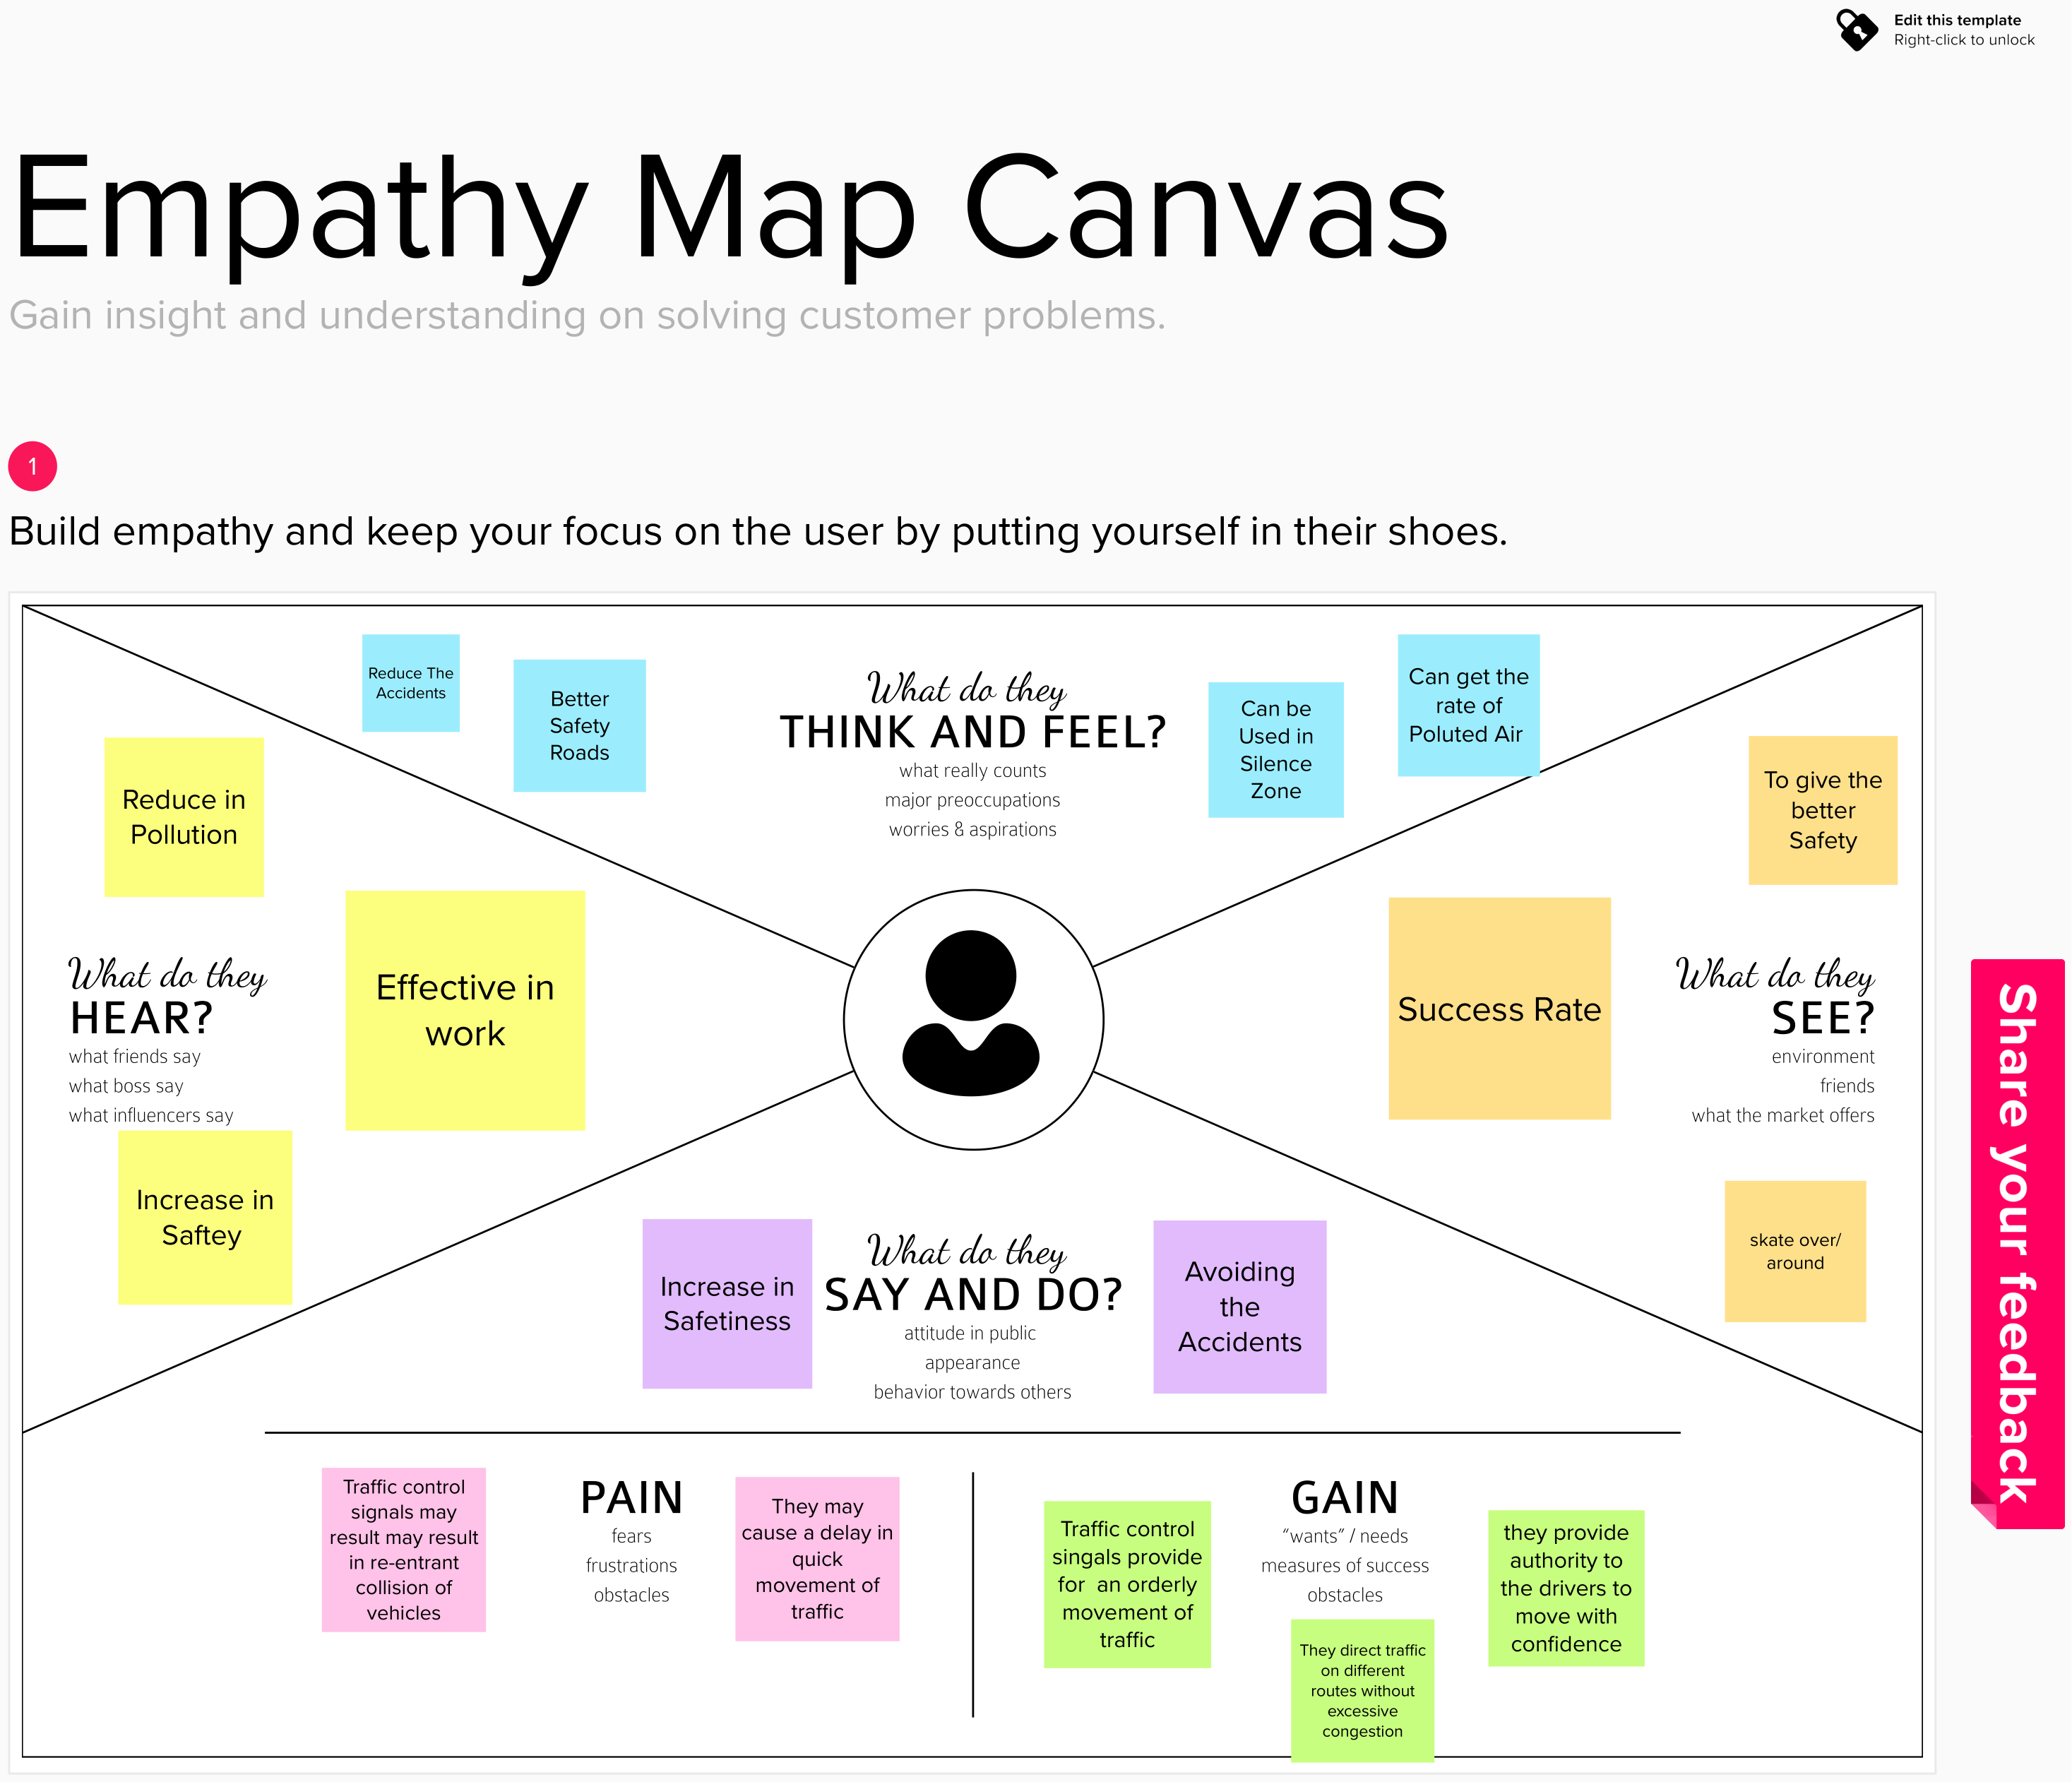 Edit this template
Right-click to unlock
Empathy Map Canvas
Gain insight and understanding on solving customer problems.
1
Build empathy and keep your focus on the user by putting yourself in their shoes.
Reduce The
Accidents
Better
Safety
Roads
What do they
THINK AND FEEL?
what really counts
major preoccupations
worries & aspirations
Can be
Used in
Silence
Zone
Can get the
rate of
Poluted Air
Reduce in
Pollution
Effective in
work
What do they
HEAR?
what friends say
what boss say
what influencers say
Increase in
Saftey
To give the
better
Safety
Success Rate
What do they
SEE?
environment
friends
what the market offers
skate over/
around
Increase in
Safetiness
What do they
SAY AND DO?
attitude in public
appearance
behavior towards others
Avoiding
the
Accidents
Traffic control
signals may
result may result
in re-entrant
collision of
vehicles
PAIN
fears
frustrations
obstacles
They may
cause a delay in
quick
movement of
traffic
Traffic control
singals provide
for an orderly
movement of
traffic
GAIN
“wants” / needs
measures of success
obstacles
They direct traffic
on different
routes without
excessive
congestion
they provide
authority to
the drivers to
move with
confidence
Share your feedback